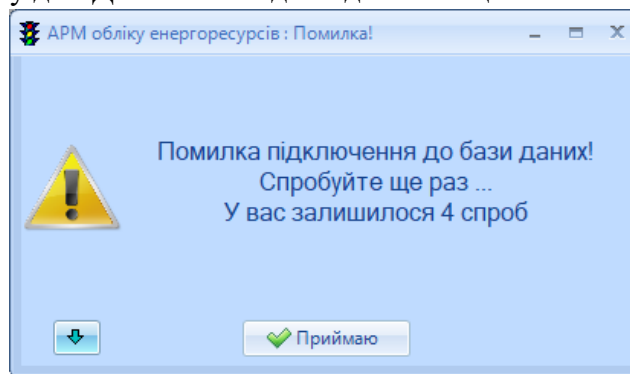 АРМ обліку енергоресурсів : Помилка!
Помилка підключення до бази даних!
Спробуйте ще раз ...
У вас залишилося 4 спроб
Приймаю